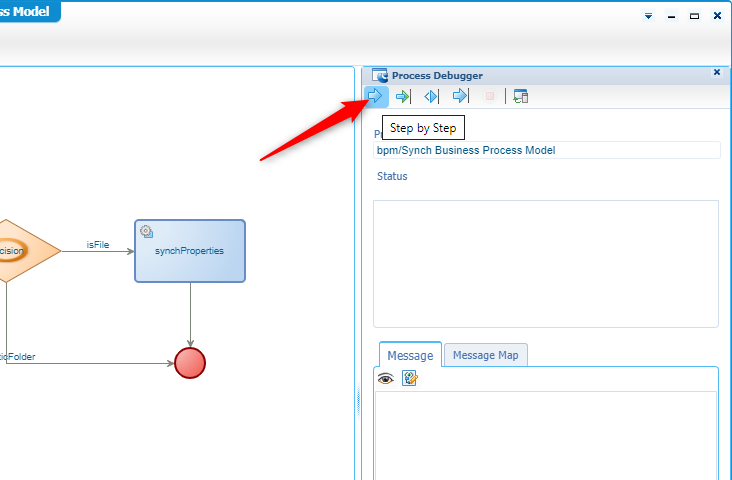 ss Model
Process Debugger
Step by Step
bpm/Synch Business Process Model
Status
isFile
cision
synchProperties
ticFolder
Message
Message Map